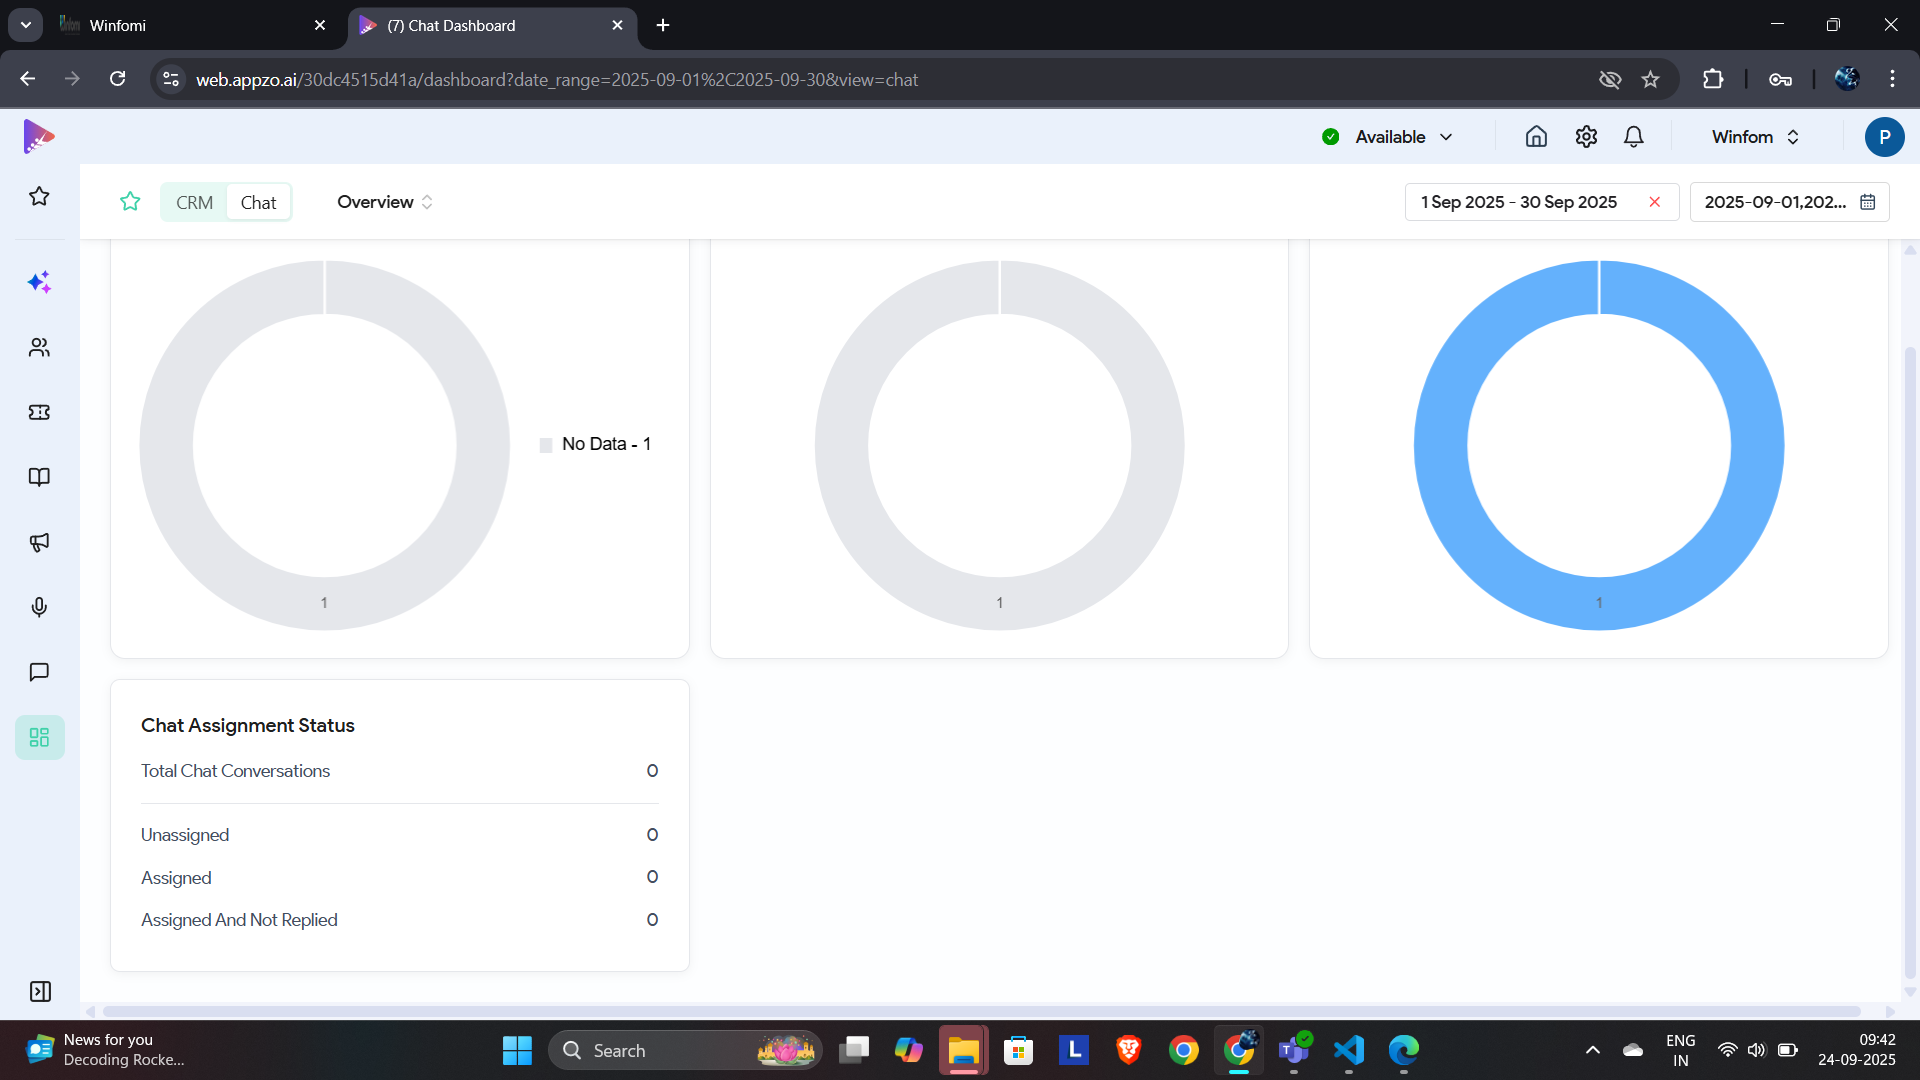 Winfomi
(7) Chat Dashboard
web.appzo.ai/30dc4515d41a/dashboard?date_range=2025-09-01%2C2025-09-30&view=chat
Available
Winfom
P
CRM
Chat
Overview
1 Sep 2025 - 30 Sep 2025
2025-09-01,202...
No Data - 1
1
1
1
Chat Assignment Status
Total Chat Conversations 0
Unassigned 0
Assigned 0
Assigned And Not Replied 0
News for you
Decoding Rocke...
Search
L
T
ENG
IN
09:42
24-09-2025